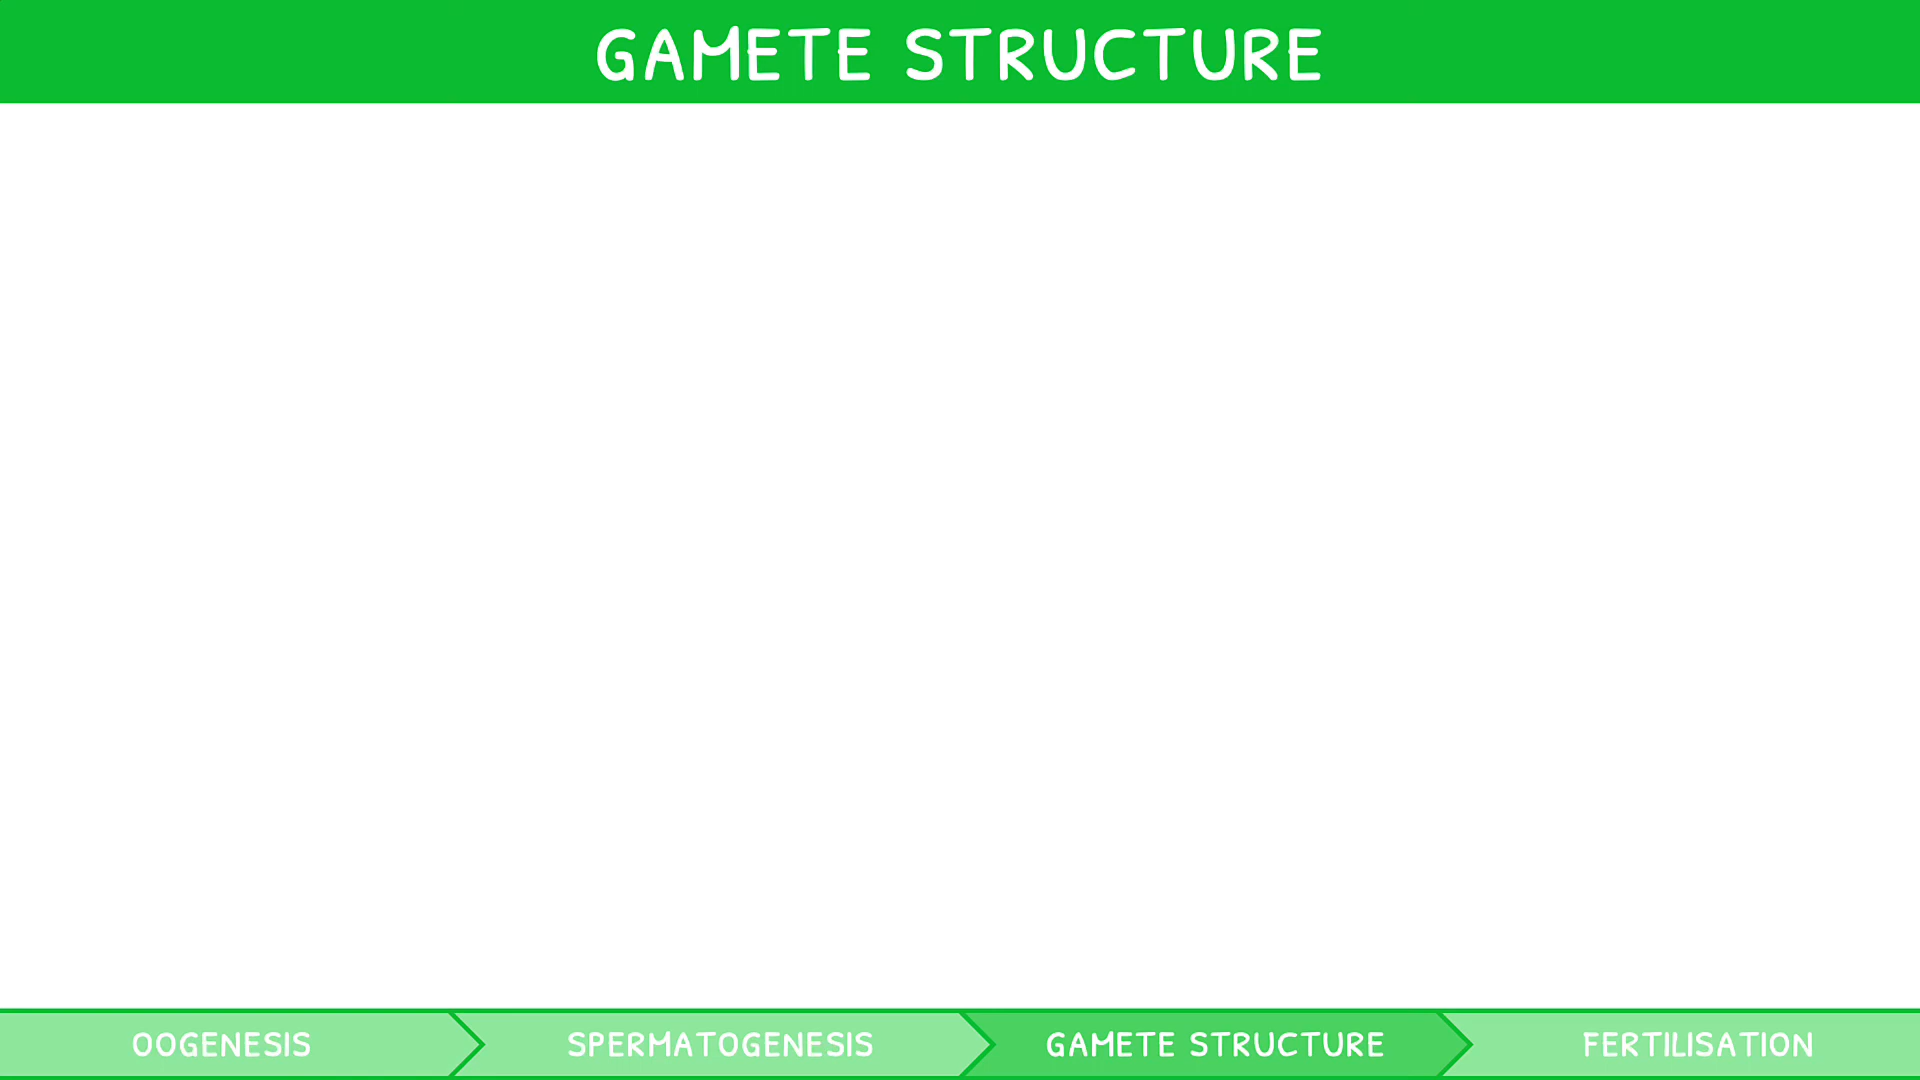 GAMETE STRUCTURE
OOGENESIS
SPERMATOGENESIS
GAMETE STRUCTURE
FERTILISATION